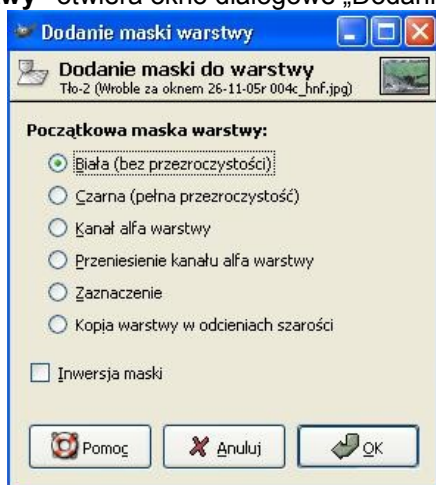 wy" otwiera okno dialogowe „Dodani
Dodanie maski warstwy
Dodanie maski do warstwy
Tło-2 (Wroble za oknem 26-11-05r 004c_hnf.jpg)
Początkowa maska warstwy:
Biała (bez przezroczystości)
Czarna (pełna przezroczystość)
Kanał alfa warstwy
Przeniesienie kanału alfa warstwy
Zaznaczenie
Kopia warstwy w odcieniach szarości
Inwersja maski
Pomoc
Anuluj
OK